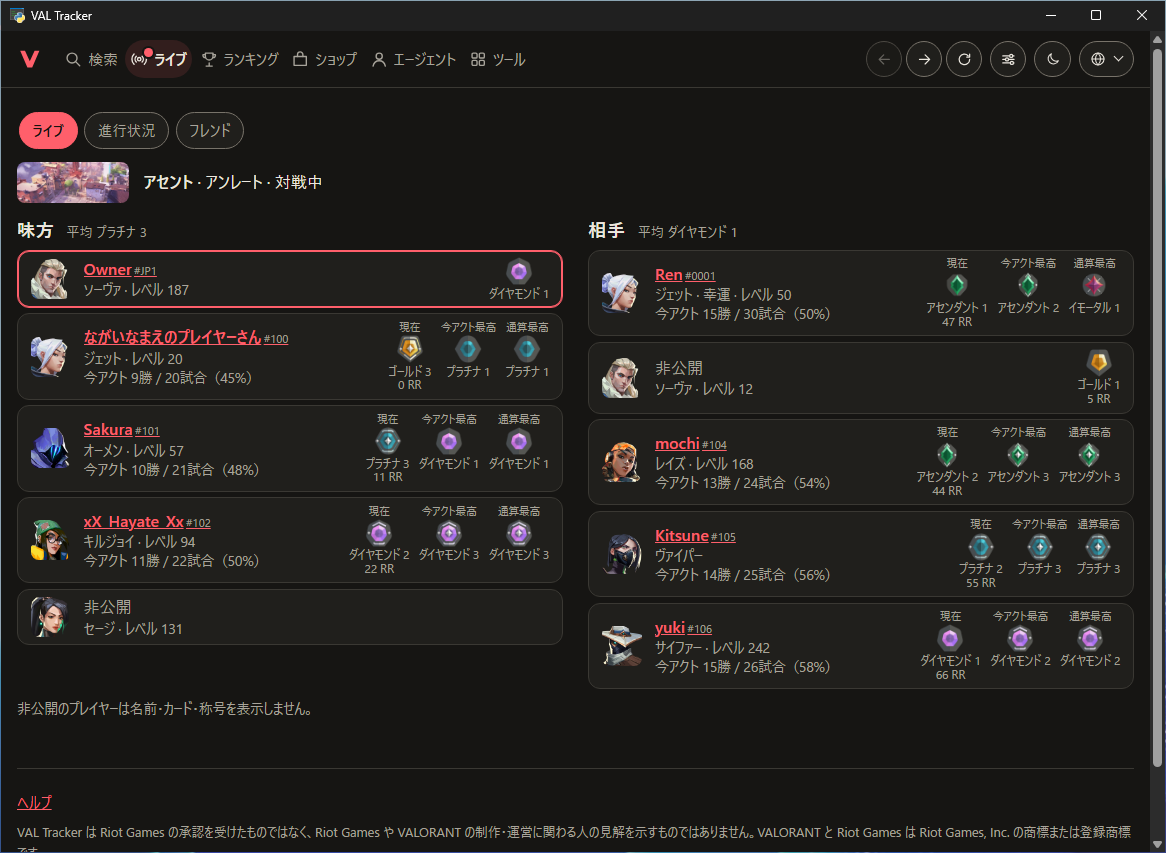 VAL Tracker
検索 ライブ ランキング ショップ エージェント ツール
ライブ 進行状況 フレンド
アセント · アンレート · 対戦中
味方 平均 プラチナ 3
Owner #JP1
ソーヴァ · レベル 187
ダイヤモンド 1
ながいなまえのプレイヤーさん #100
ジェット · レベル 20
今アクト 9勝 / 20試合（45%）
現在 今アクト最高 通算最高
ゴールド 3 プラチナ 1 プラチナ 1
0 RR
Sakura #101
オーメン · レベル 57
今アクト 10勝 / 21試合（48%）
現在 今アクト最高 通算最高
プラチナ 3 ダイヤモンド 1 ダイヤモンド 1
11 RR
xX_Hayate_Xx #102
キルジョイ · レベル 94
今アクト 11勝 / 22試合（50%）
現在 今アクト最高 通算最高
ダイヤモンド 2 ダイヤモンド 3 ダイヤモンド 3
22 RR
非公開
セージ · レベル 131
相手 平均 ダイヤモンド 1
Ren #0001
ジェット · 幸運 · レベル 50
今アクト 15勝 / 30試合（50%）
現在 今アクト最高 通算最高
アセンダント 1 アセンダント 2 イモータル 1
47 RR
非公開
ソーヴァ · レベル 12
ゴールド 1
5 RR
mochi #104
レイズ · レベル 168
今アクト 13勝 / 24試合（54%）
現在 今アクト最高 通算最高
アセンダント 2 アセンダント 3 アセンダント 3
44 RR
Kitsune #105
ヴァイパー
今アクト 14勝 / 25試合（56%）
現在 今アクト最高 通算最高
プラチナ 2 プラチナ 3 プラチナ 3
55 RR
yuki #106
サイファー · レベル 242
今アクト 15勝 / 26試合（58%）
現在 今アクト最高 通算最高
ダイヤモンド 1 ダイヤモンド 2 ダイヤモンド 2
66 RR
非公開のプレイヤーは名前・カード・称号を表示しません。
ヘルプ
VAL Tracker は Riot Games の承認を受けたものではなく、Riot Games や VALORANT の制作・運営に関わる人の見解を示すものではありません。VALORANT と Riot Games は Riot Games, Inc. の商標または登録商標